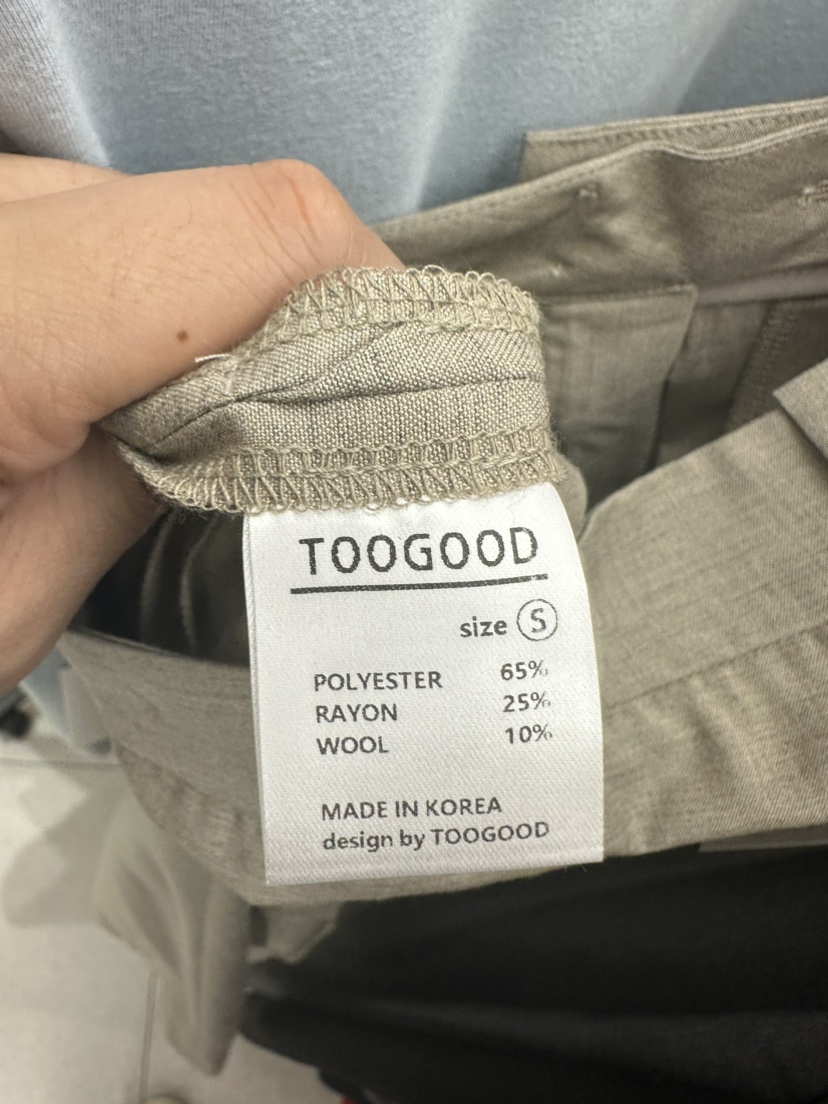 TOOGOOD
size S
POLYESTER 65%
RAYON 25%
WOOL 10%
MADE IN KOREA
design by TOOGOOD